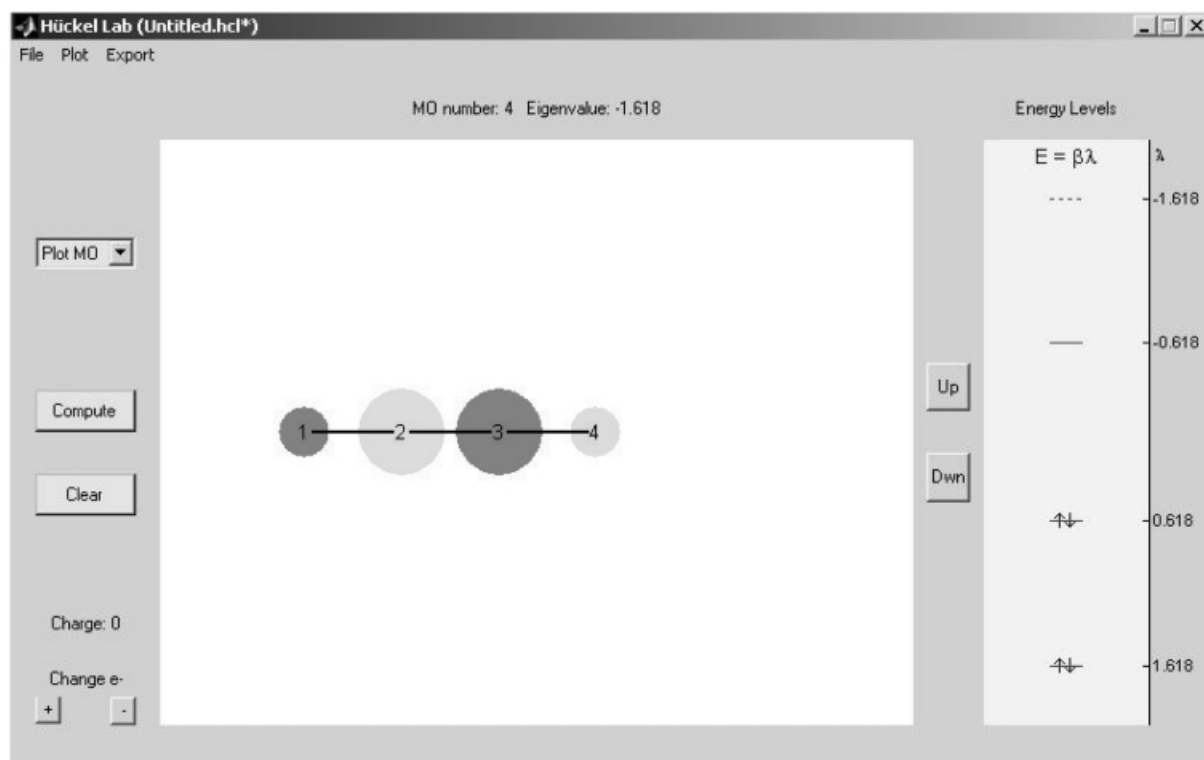 Hückel Lab (Untitled.hcl*)
File Plot Export
MO number: 4 Eigenvalue: -1.618
Energy Levels
E = βλ
λ
-1.618
Plot MO
-0.618
Up
Compute
1 2 3 4
Dwn
Clear
0.618
Charge: 0
1.618
Change e-
+ -